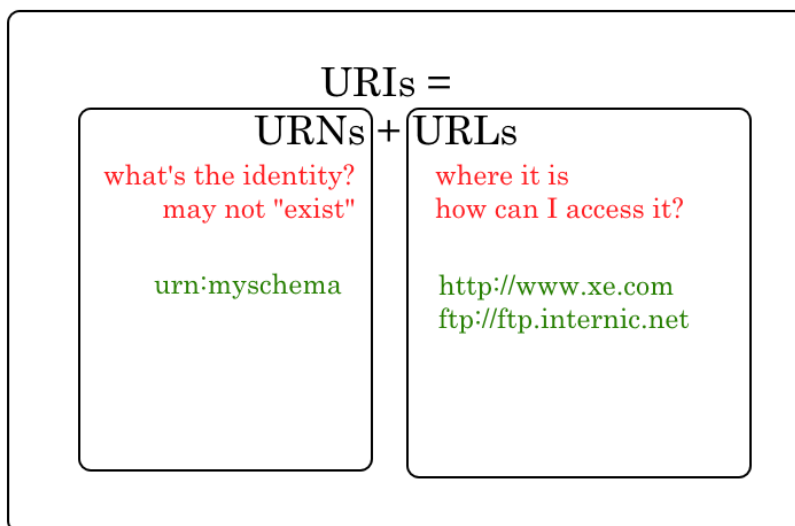 URIs =
URNs + URLs
what's the identity?
may not "exist"
urn:myschema
where it is
how can I access it?
http://www.xe.com
ftp://ftp.internic.net